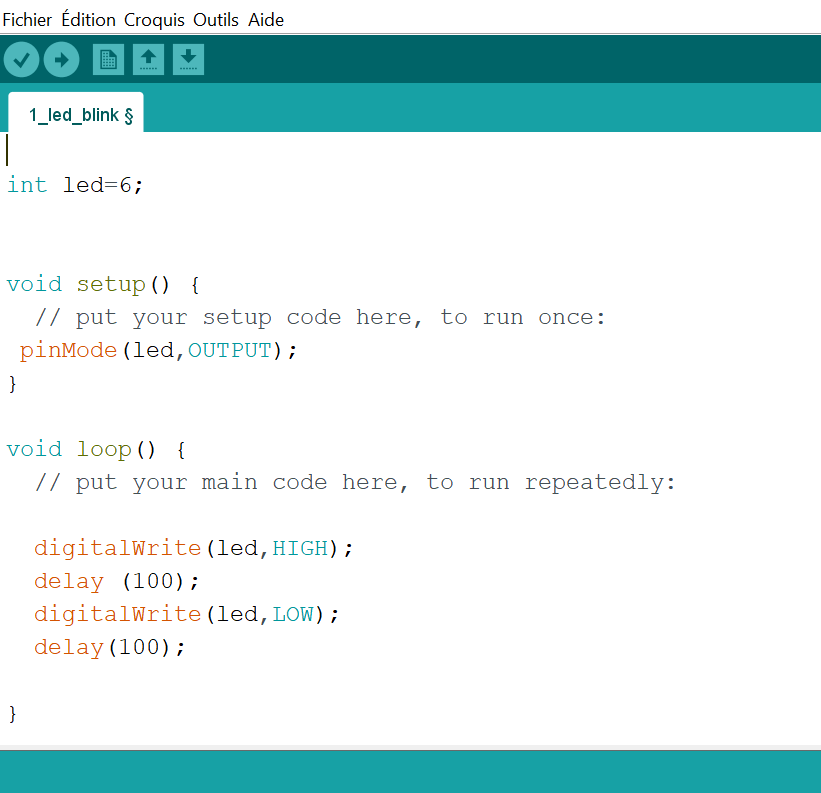 Fichier Édition Croquis Outils Aide
1_led_blink §
int led=6;
void setup() {
// put your setup code here, to run once:
pinMode(led,OUTPUT);
}
void loop() {
// put your main code here, to run repeatedly:
digitalWrite(led,HIGH);
delay (100);
digitalWrite(led,LOW);
delay(100);
}